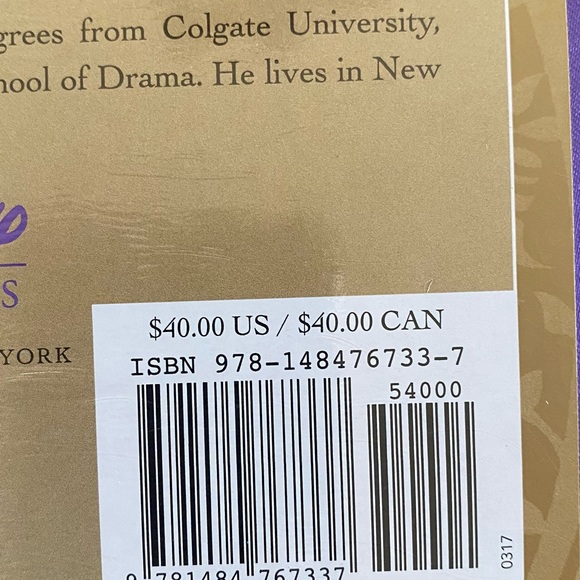 grees from Colgate University,
hool of Drama. He lives in New
S
YORK
$40.00 US / $40.00 CAN
ISBN 978-148476733-7
54000
9 781484 767337
0317